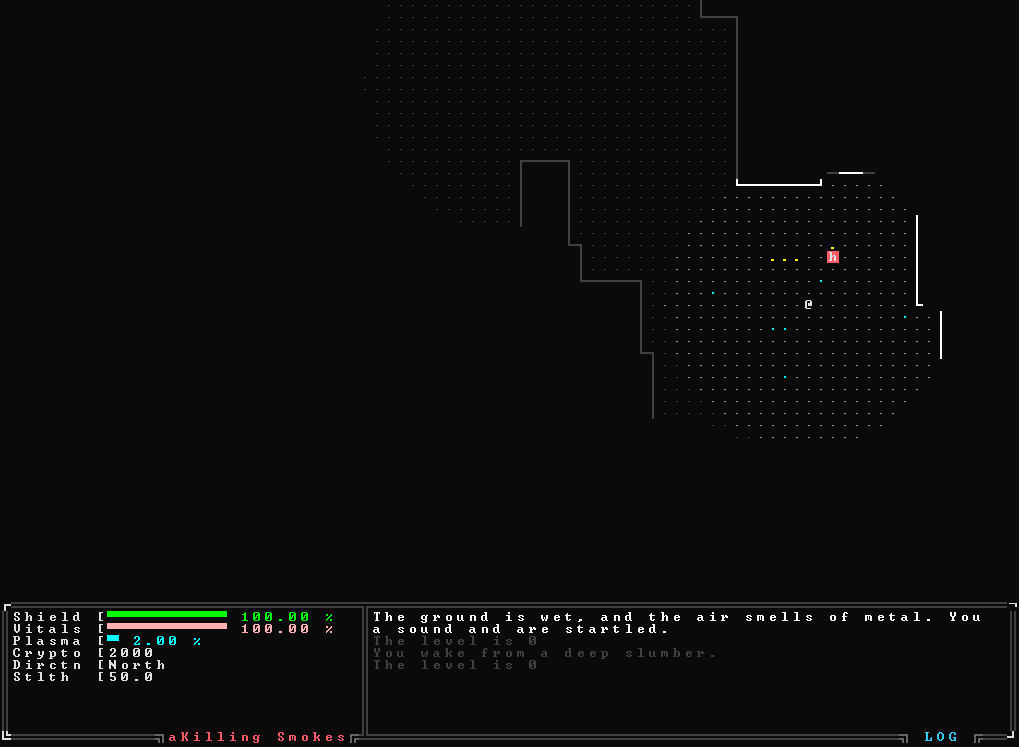 h
@
Shield [ 100.00 %
Vitals [ 100.00 %
Plasma [ 2.00 %
Crypto [2000
Dirctn [North
Stlth [50.0
aKilling Smokes
The ground is wet, and the air smells of metal. You
a sound and are startled.
The level is 0
You wake from a deep slumber.
The level is 0
LOG